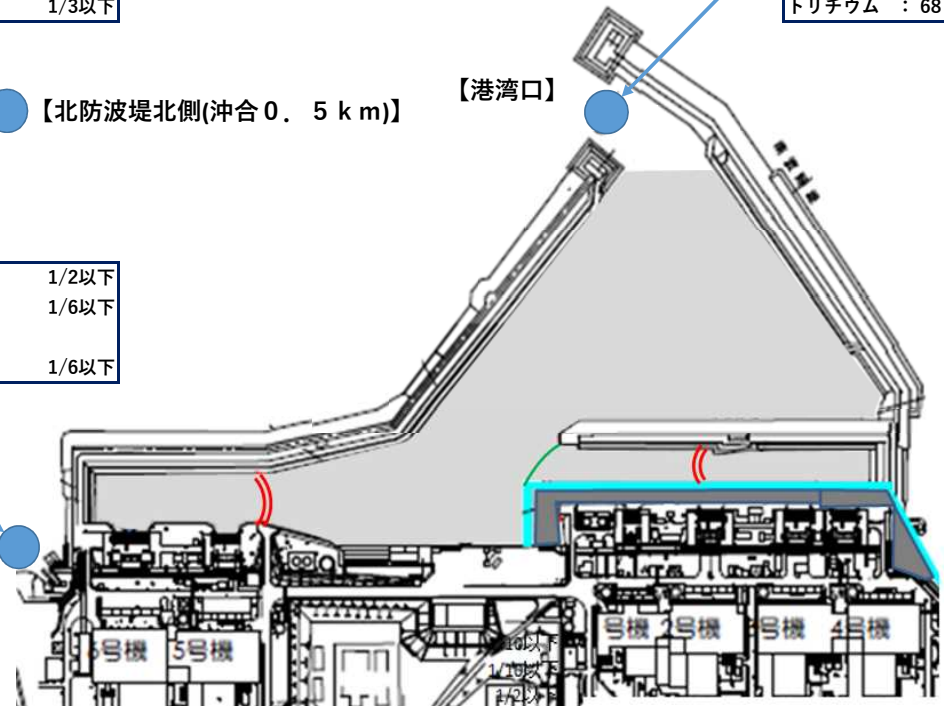 1/3以下
トリチウム ： 68
【港湾口】
【北防波堤北側(沖合０．５ｋｍ)】
1/2以下
1/6以下
1/6以下
6号機
5号機
号機
2号機
号機
4号機
10以下
1/10以下
1/2以下